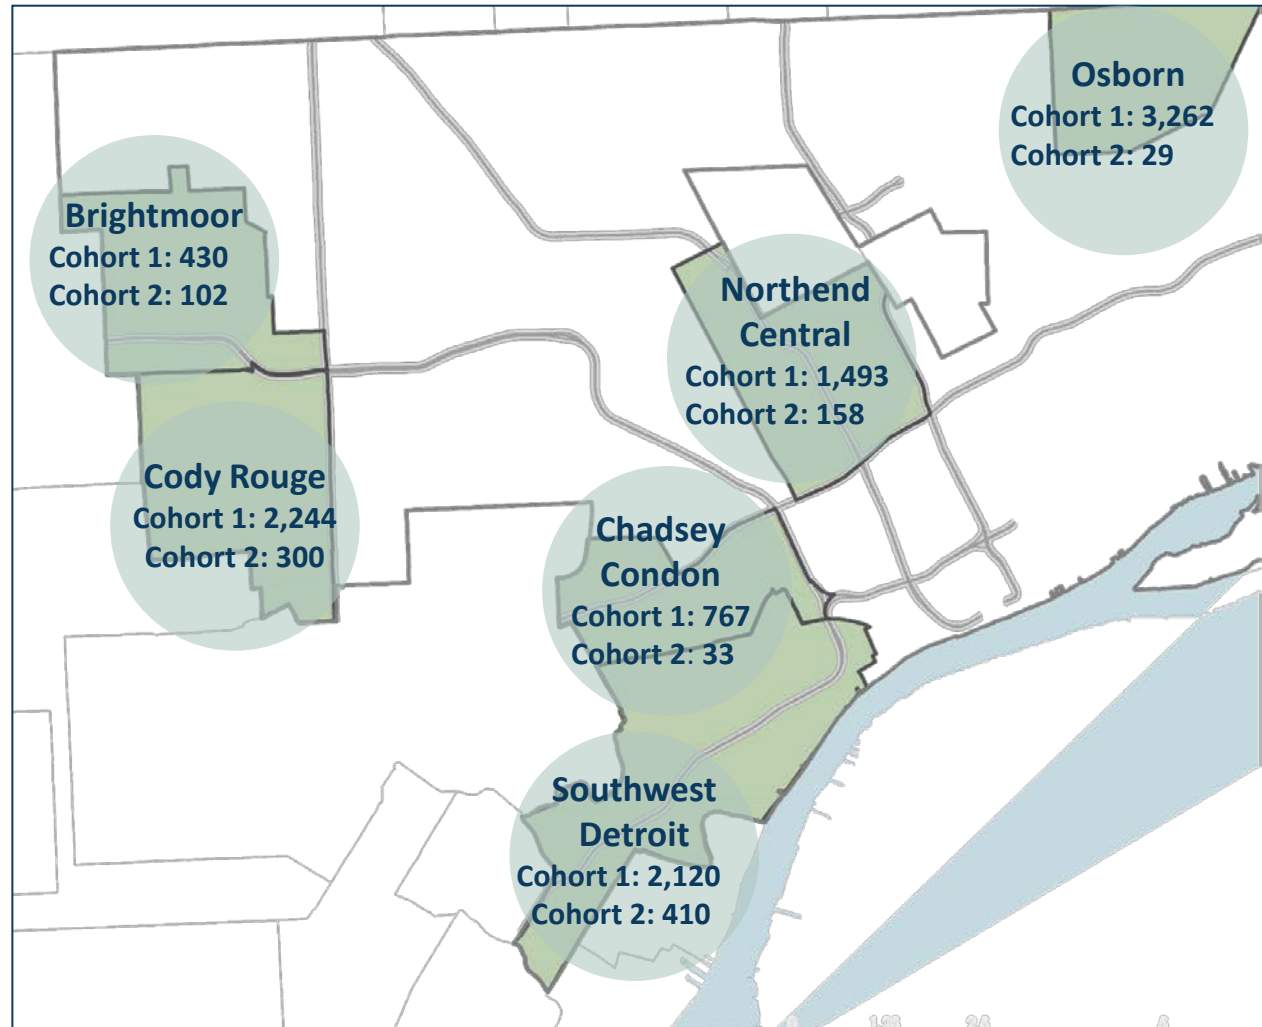 Osborn
Cohort 1: 3,262
Cohort 2: 29
Brightmoor
Cohort 1: 430
Cohort 2: 102
Northend
Central
Cohort 1: 1,493
Cohort 2: 158
Cody Rouge
Cohort 1: 2,244
Cohort 2: 300
Chadsey
Condon
Cohort 1: 767
Cohort 2: 33
Southwest
Detroit
Cohort 1: 2,120
Cohort 2: 410